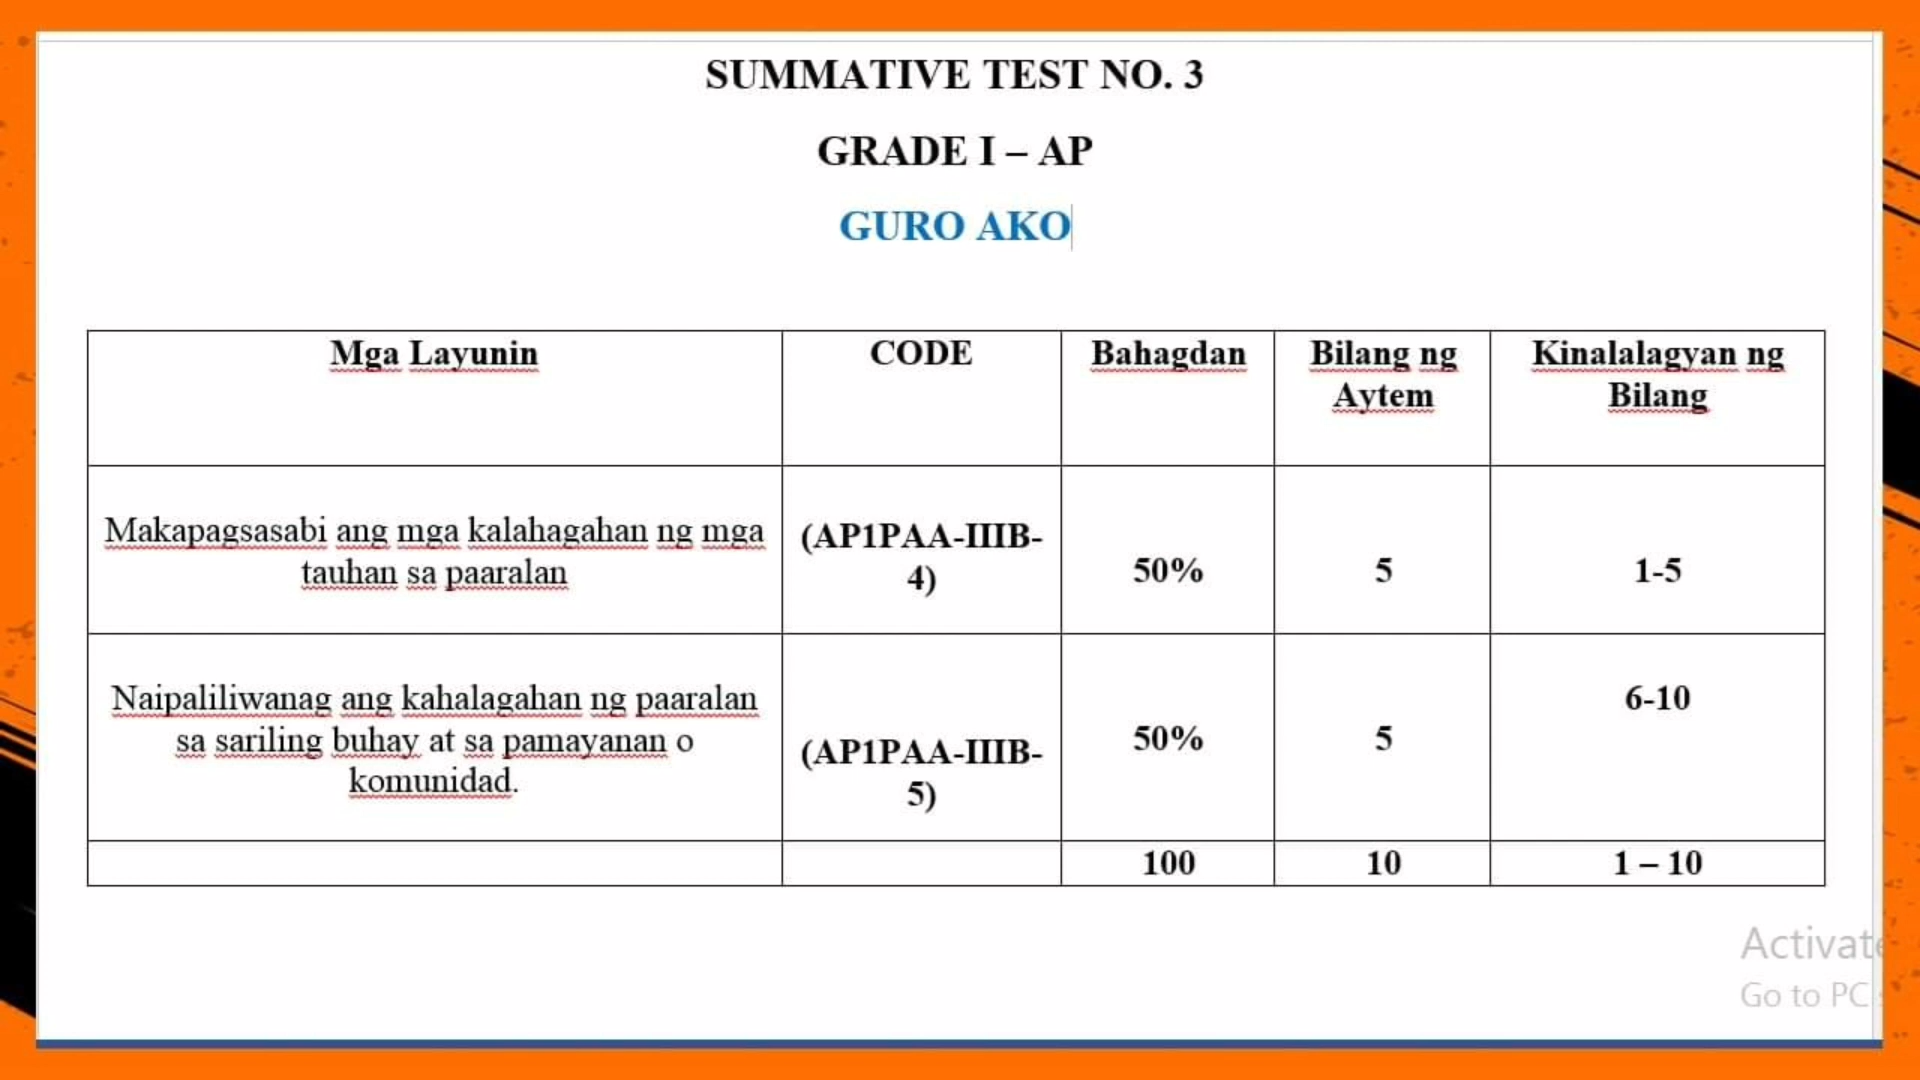 SUMMATIVE TEST NO. 3
GRADE I – AP
GURO AKO
Mga Layunin
CODE
Bahagdan
Bilang ng
Aytem
Kinalalagyan ng
Bilang
Makapagsasabi ang mga kalahagahan ng mga
tauhan sa paaralan
(AP1PAA-IIIB-
4)
50%
5
1-5
Naipaliliwanag ang kahalagahan ng paaralan
sa sariling buhay at sa pamayanan o
komunidad.
(AP1PAA-IIIB-
5)
50%
5
6-10
100
10
1 – 10
Activate
Go to PC